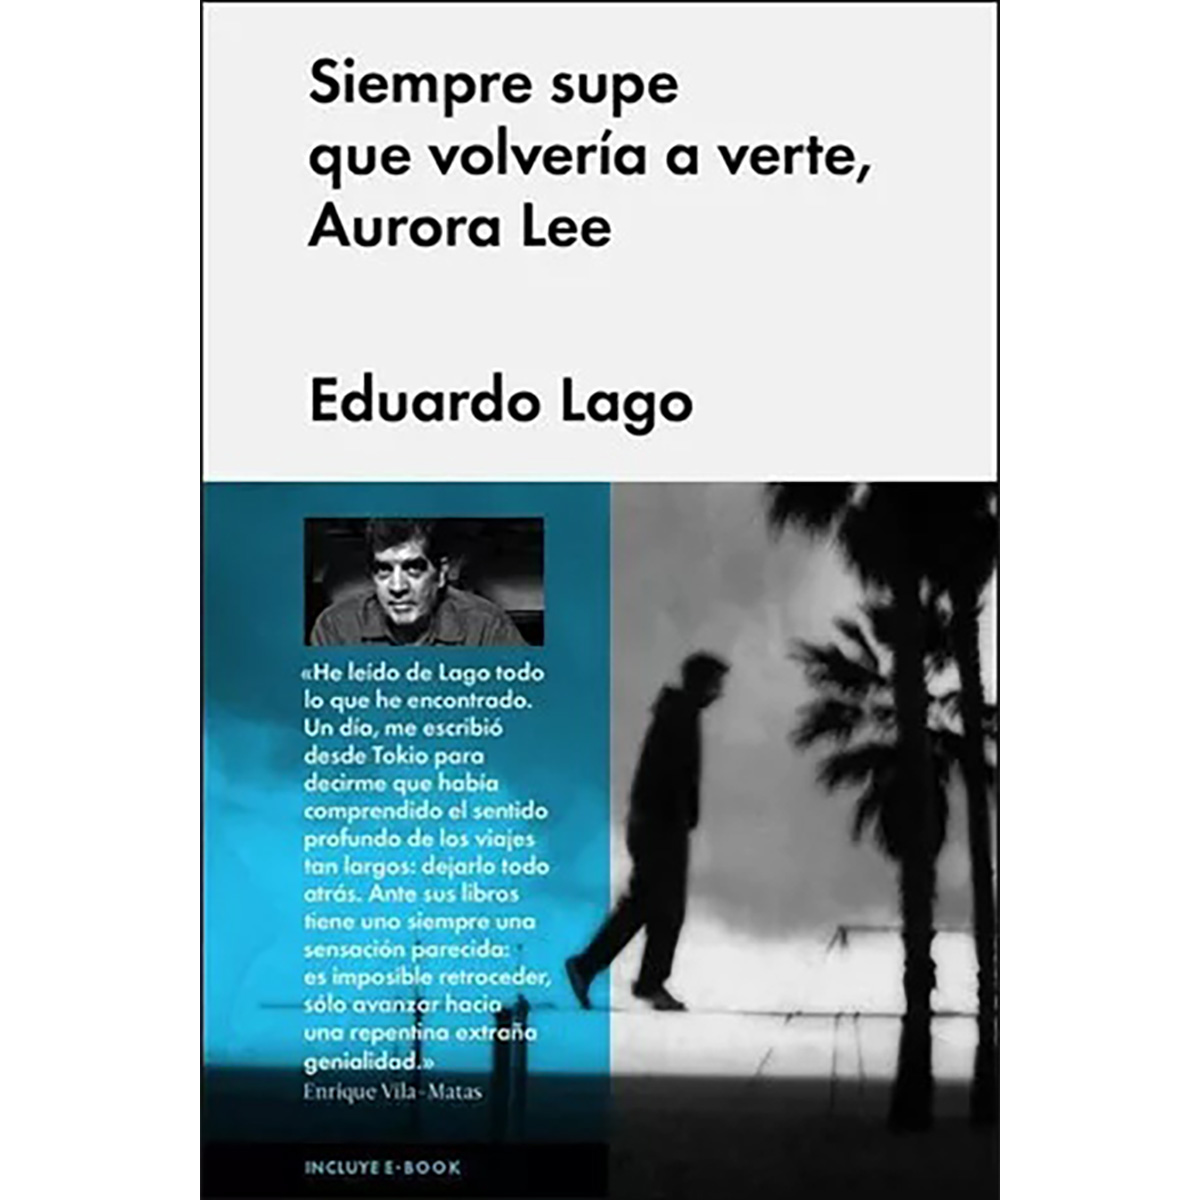 Siempre supe
que volvería a verte,
Aurora Lee
Eduardo Lago
«He leído de Lago todo
lo que he encontrado.
Un día, me escribió
desde Tokio para
decirme que había
comprendido el sentido
profundo de los viajes
tan largos: dejarlo todo
atrás. Ante sus libros
tiene uno siempre una
sensación parecida:
es imposible retroceder,
sólo avanzar hacia
una repentina extraña
genialidad.»
Enrique Vila-Matas
INCLUYE E-BOOK